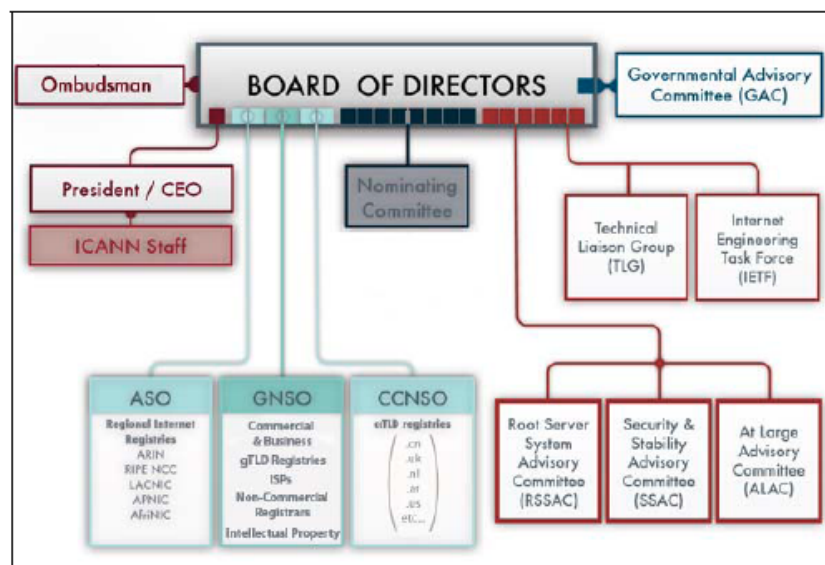 BOARD OF DIRECTORS
Ombudsman
Governmental Advisory
Committee (GAC)
President / CEO
ICANN Staff
Nominating
Committee
Technical
Liaison Group
(TLG)
Internet
Engineering
Task Force
(IETF)
ASO
Regional Internet
Registries
ARIN
RIPE NCC
LACNIC
APNIC
AfriNIC
GNSO
Commercial
& Business
gTLD Registries
ISPs
Non-Commercial
Registrars
Intellectual Property
CCNSO
ccTLD registries
.cn
.uk
.nl
.ar
.us
etc...
Root Server
System
Advisory
Committee
(RSSAC)
Security &
Stability
Advisory
Committee
(SSAC)
At Large
Advisory
Committee
(ALAC)